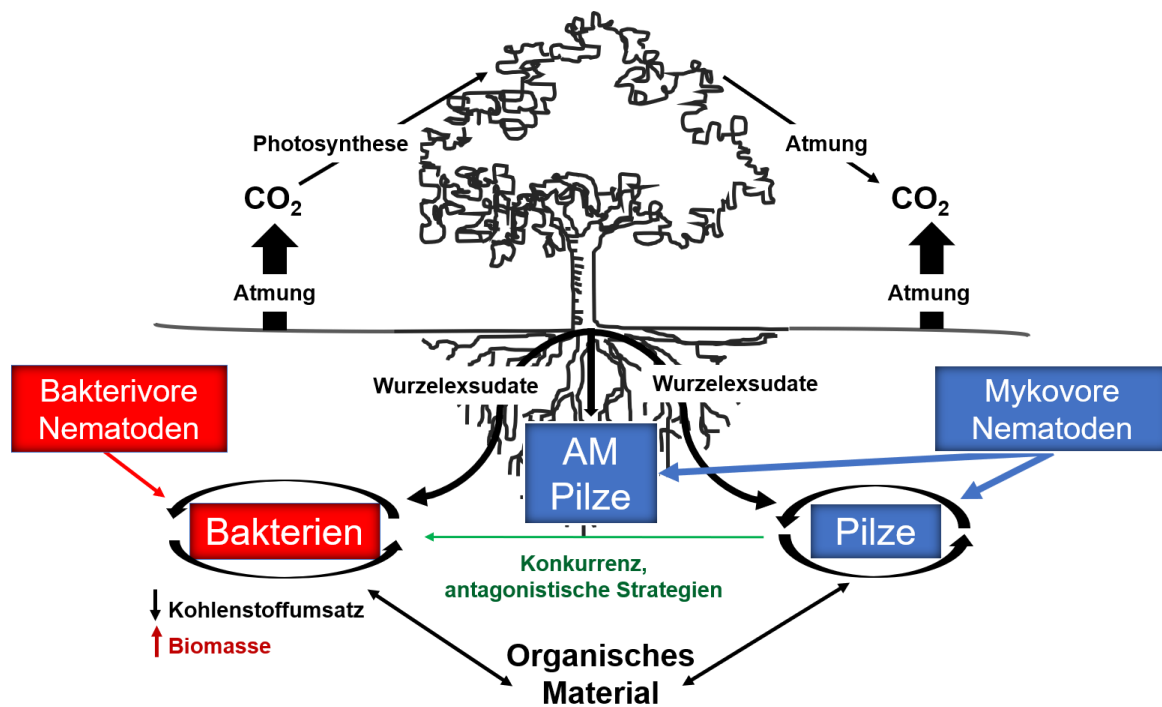 Photosynthese
Atmung
CO₂
CO₂
Atmung
Atmung
Wurzelexsudate
Wurzelexsudate
Bakterivore
Nematoden
Mykovore
Nematoden
AM
Pilze
Bakterien
Pilze
Konkurrenz,
antagonistische Strategien
Kohlenstoffumsatz
Biomasse
Organisches
Material